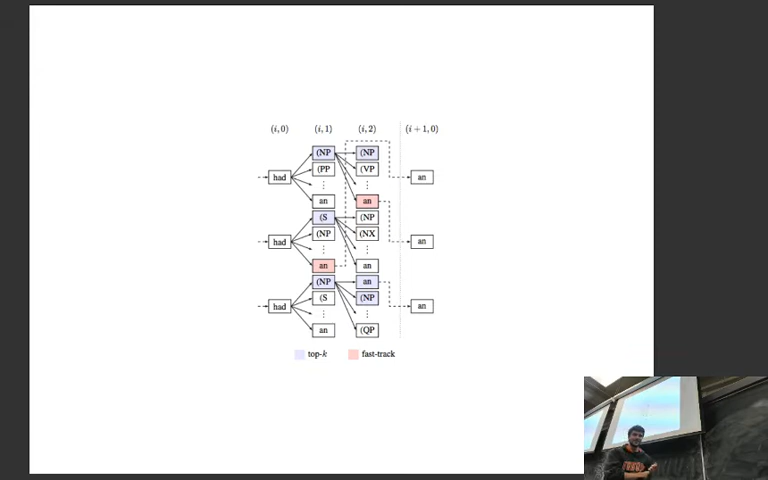 (i, 0) (i, 1) (i, 2) (i + 1, 0)
(NP (NP
(PP (VP
had ⋮ ⋮ an
an an
(S (NP
had (NP (NX an
⋮ ⋮
an an
(NP an
had (S (NP an
⋮ ⋮
an (QP
top-k fast-track